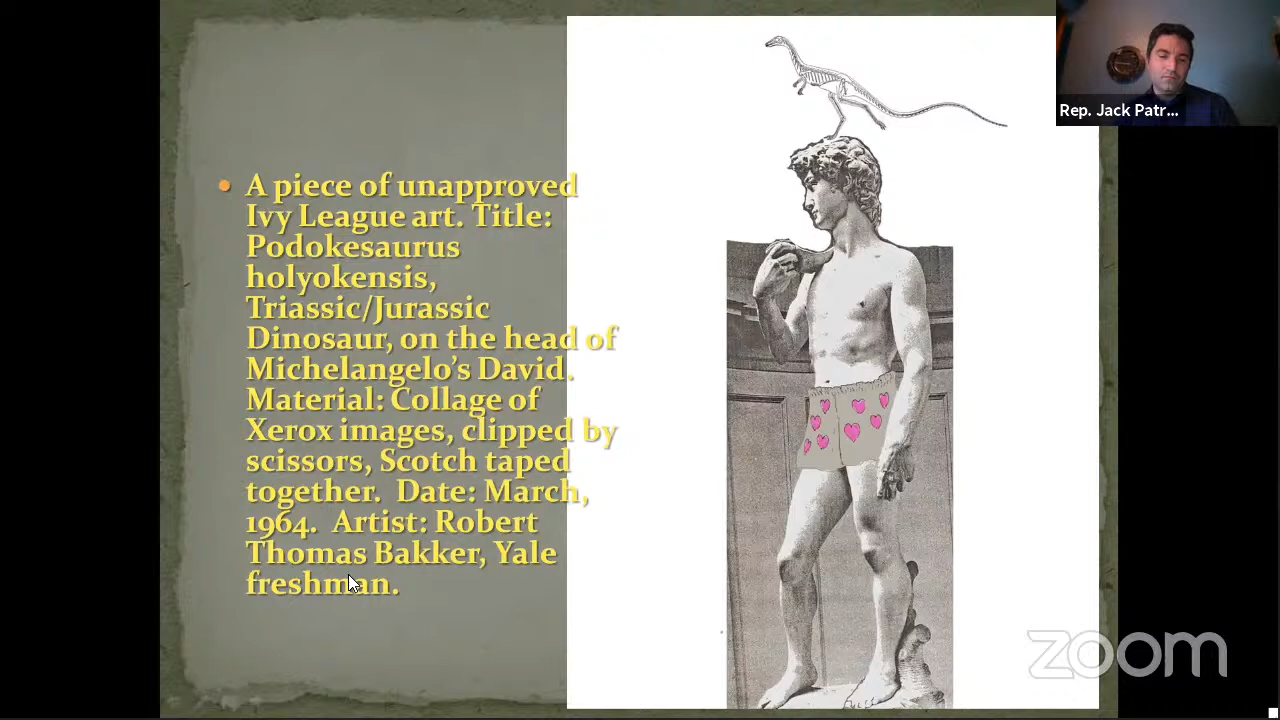 Rep. Jack Patr...
A piece of unapproved
Ivy League art. Title:
Podokesaurus
holyokensis,
Triassic/Jurassic
Dinosaur, on the head of
Michelangelo's David.
Material: Collage of
Xerox images, clipped by
scissors, Scotch taped
together. Date: March,
1964. Artist: Robert
Thomas Bakker, Yale
freshman.
zoom